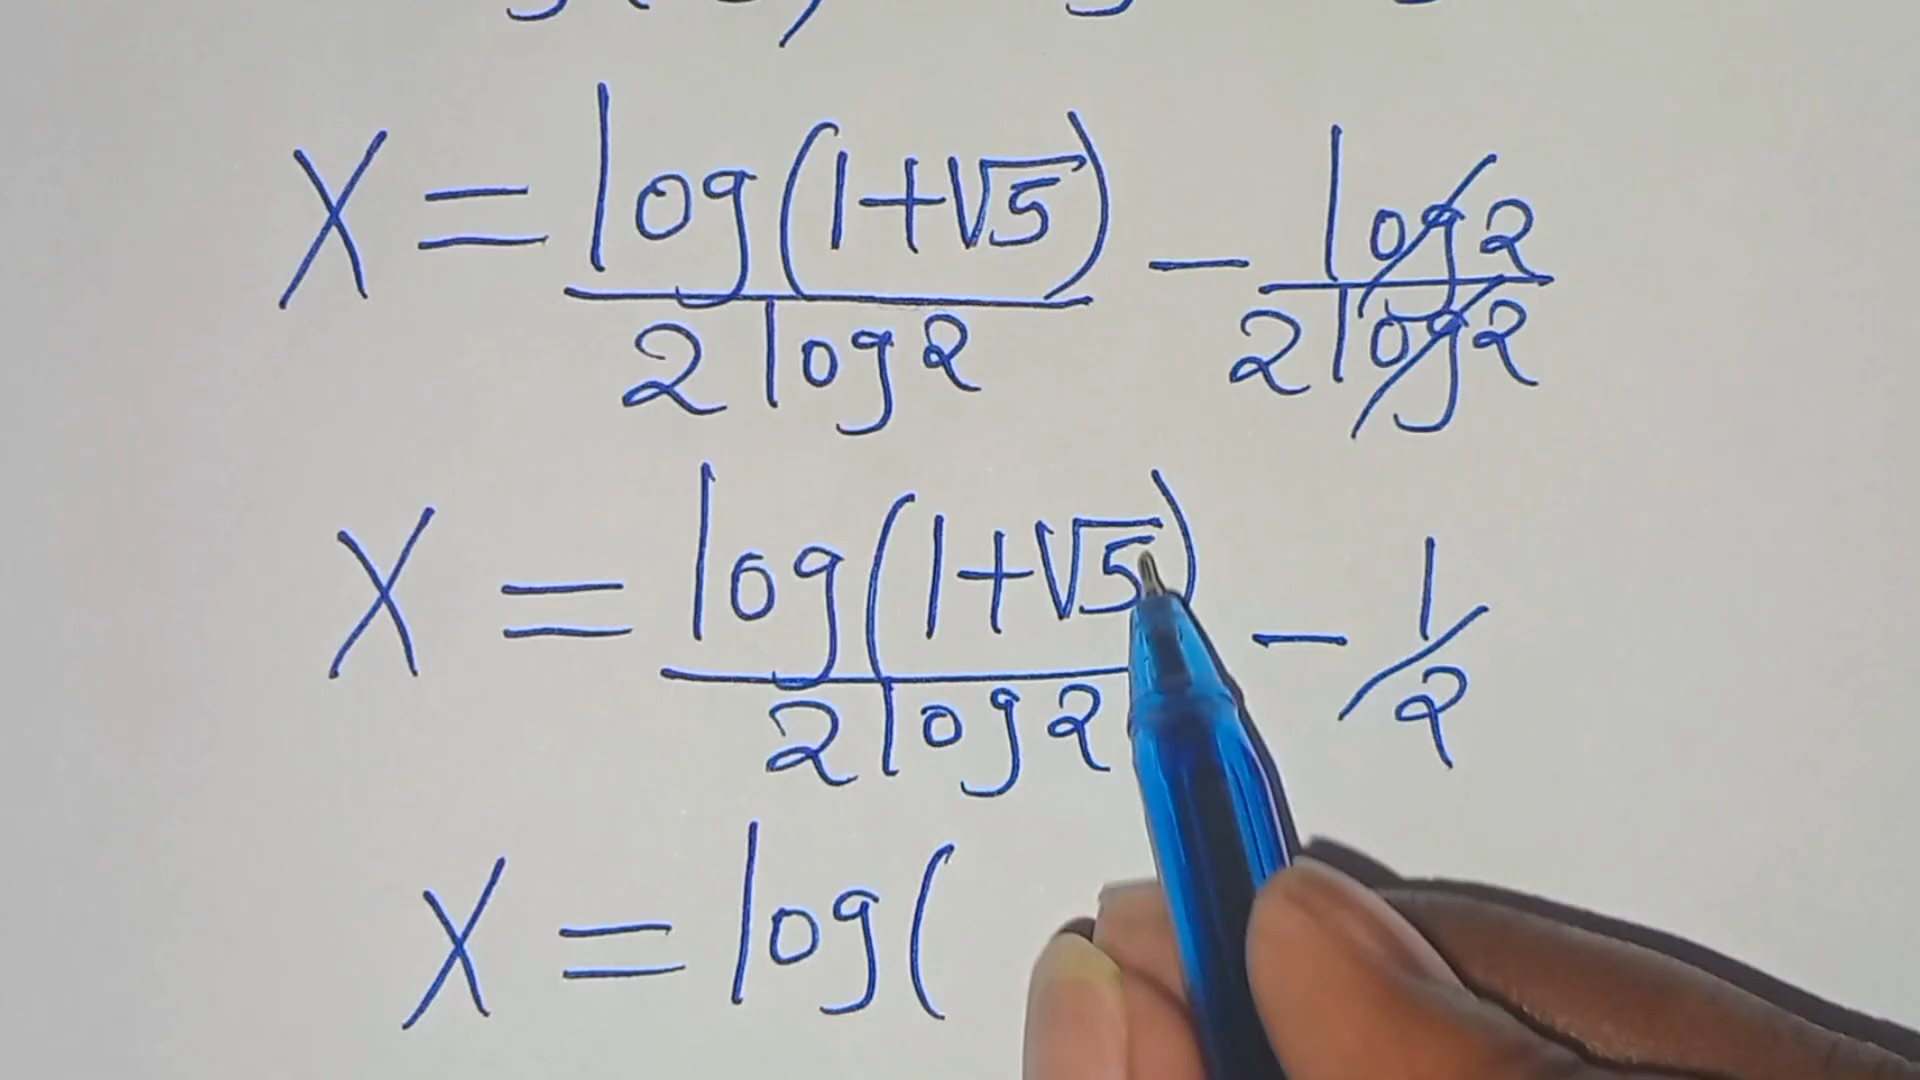 X = log(1+√5)/2log2 − log2/2log2
X = log(1+√5)/2log2 − 1/2
X = log(